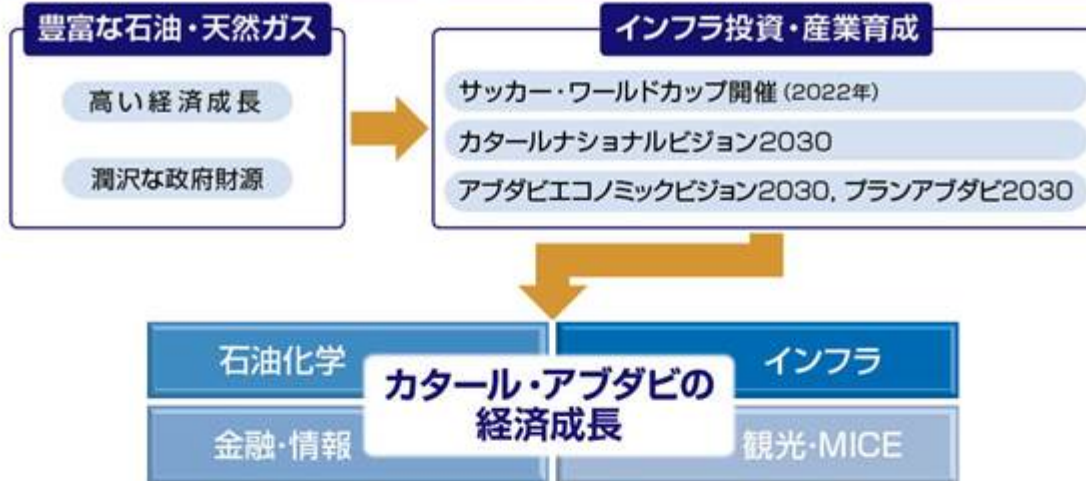 豊富な石油・天然ガス
高い経済成長
潤沢な政府財源
インフラ投資・産業育成
サッカー・ワールドカップ開催(2022年)
カタールナショナルビジョン2030
アブダビエコノミックビジョン2030, プランアブダビ2030
石油化学
インフラ
カタール・アブダビの
経済成長
金融・情報
観光・MICE